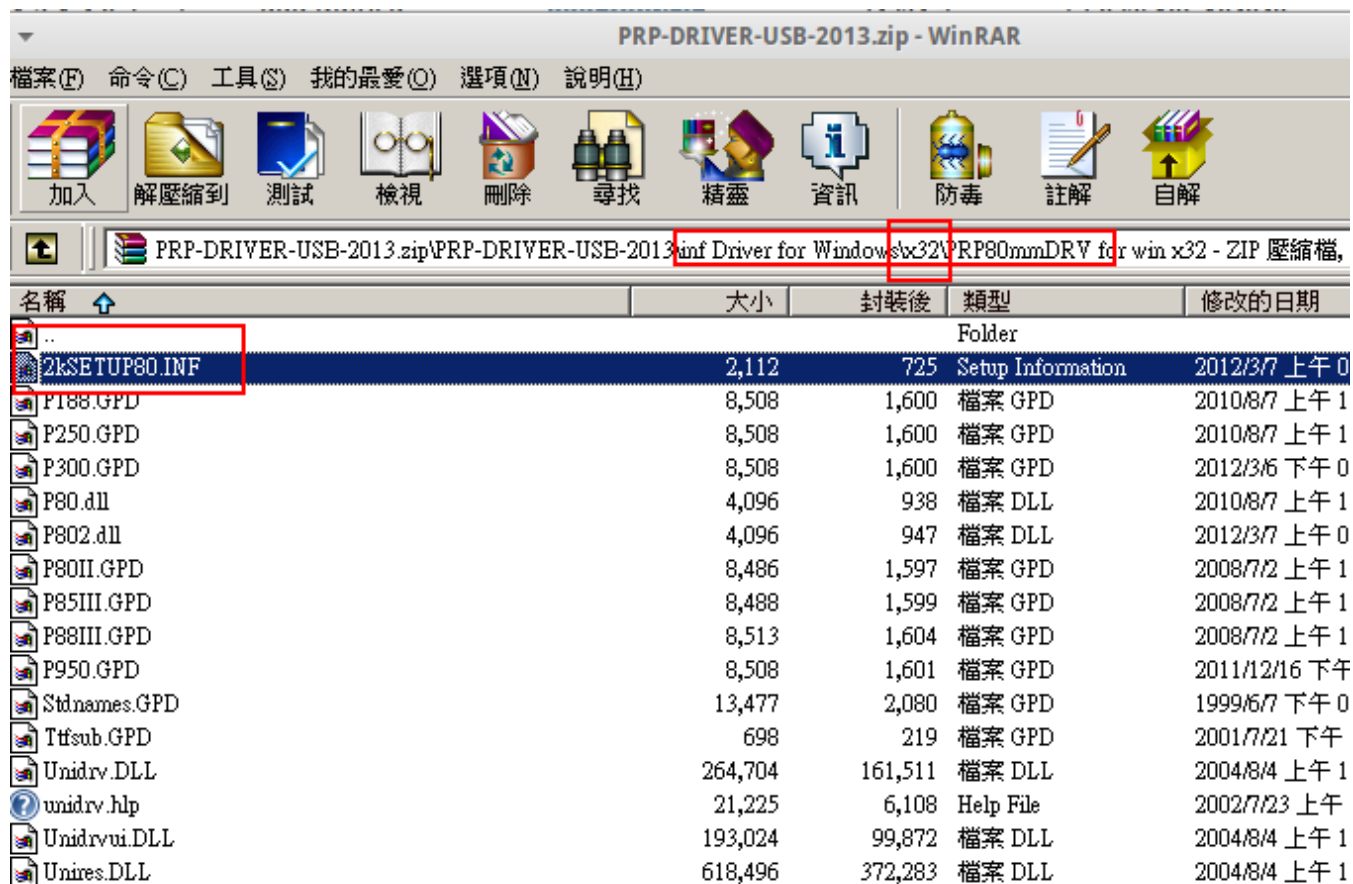 PRP-DRIVER-USB-2013.zip - WinRAR
檔案(F) 命令(C) 工具(S) 我的最愛(O) 選項(N) 說明(H)
加入 解壓縮到 測試 檢視 刪除 尋找 精靈 資訊 防毒 註解 自解
PRP-DRIVER-USB-2013.zip\PRP-DRIVER-USB-2013\inf Driver for Windows\x32\PRP80mmDRV for win x32 - ZIP 壓縮檔,
名稱 大小 封裝後 類型 修改的日期
.. Folder
2kSETUP80.INF 2,112 725 Setup Information 2012/3/7 上午 0
PT88.GPD 8,508 1,600 檔案 GPD 2010/8/7 上午 1
P250.GPD 8,508 1,600 檔案 GPD 2010/8/7 上午 1
P300.GPD 8,508 1,600 檔案 GPD 2012/3/6 下午 0
P80.dll 4,096 938 檔案 DLL 2010/8/7 上午 1
P802.dll 4,096 947 檔案 DLL 2012/3/7 上午 0
P80II.GPD 8,486 1,597 檔案 GPD 2008/7/2 上午 1
P85III.GPD 8,488 1,599 檔案 GPD 2008/7/2 上午 1
P88III.GPD 8,513 1,604 檔案 GPD 2008/7/2 上午 1
P950.GPD 8,508 1,601 檔案 GPD 2011/12/16 下午
Stdnames.GPD 13,477 2,080 檔案 GPD 1999/6/7 下午 0
Ttfsub.GPD 698 219 檔案 GPD 2001/7/21 下午
Unidrv.DLL 264,704 161,511 檔案 DLL 2004/8/4 上午 1
unidrv.hlp 21,225 6,108 Help File 2002/7/23 上午
Unidrvui.DLL 193,024 99,872 檔案 DLL 2004/8/4 上午 1
Unires.DLL 618,496 372,283 檔案 DLL 2004/8/4 上午 1